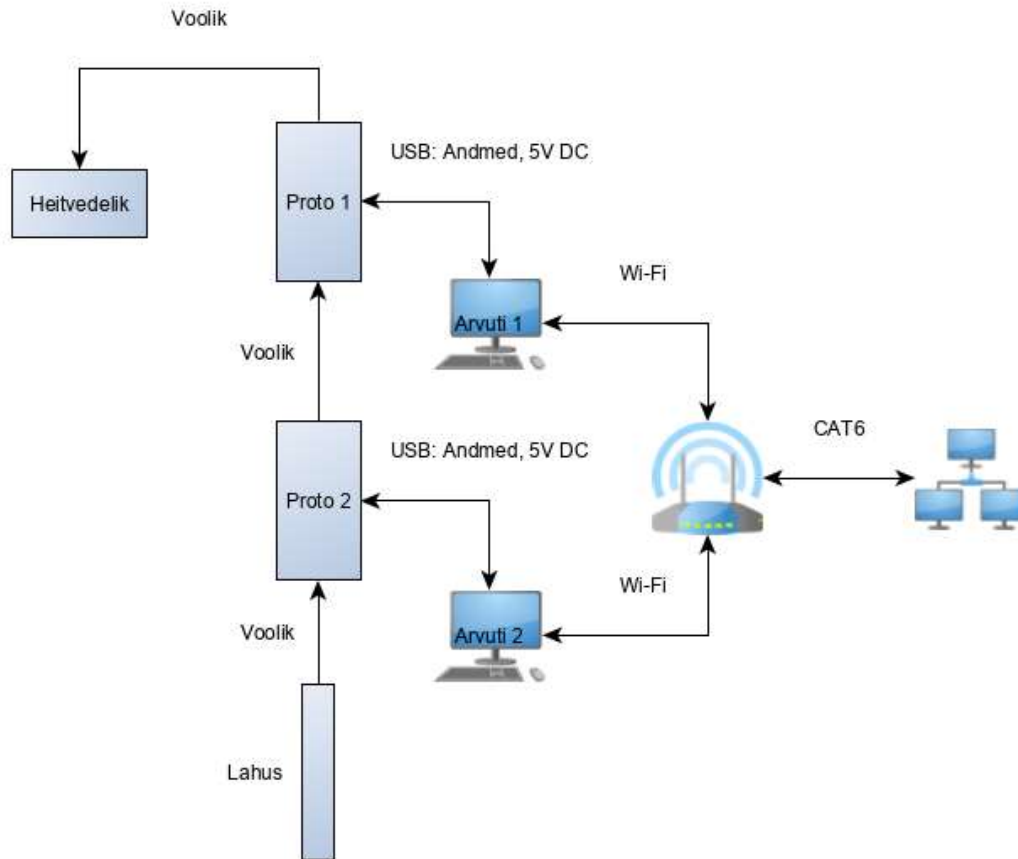 Voolik
USB: Andmed, 5V DC
Heitvedelik
Proto 1
Wi-Fi
Arvuti 1
Voolik
CAT6
USB: Andmed, 5V DC
Proto 2
Wi-Fi
Voolik
Arvuti 2
Lahus